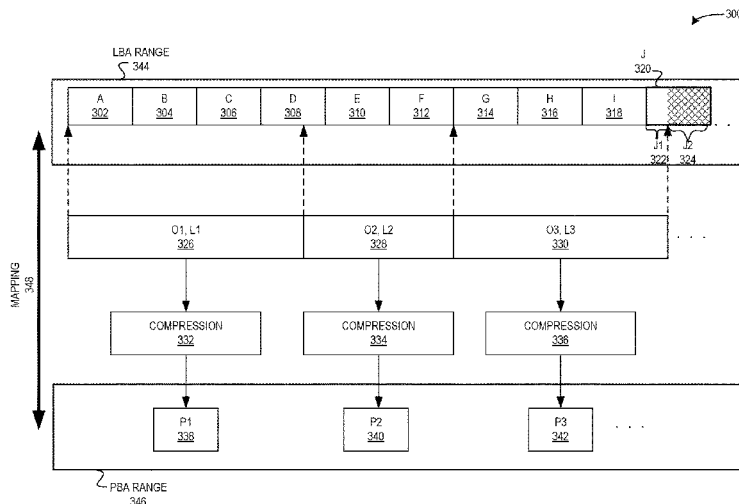 300
LBA RANGE
344
J
320
A
302
B
304
C
306
D
308
E
310
F
312
G
314
H
316
I
318
J1
322
J2
324
. . .
O1, L1
326
O2, L2
328
O3, L3
330
. . . .
MAPPING
348
COMPRESSION
332
COMPRESSION
334
COMPRESSION
336
P1
338
P2
340
P3
342
. . . .
PBA RANGE
346